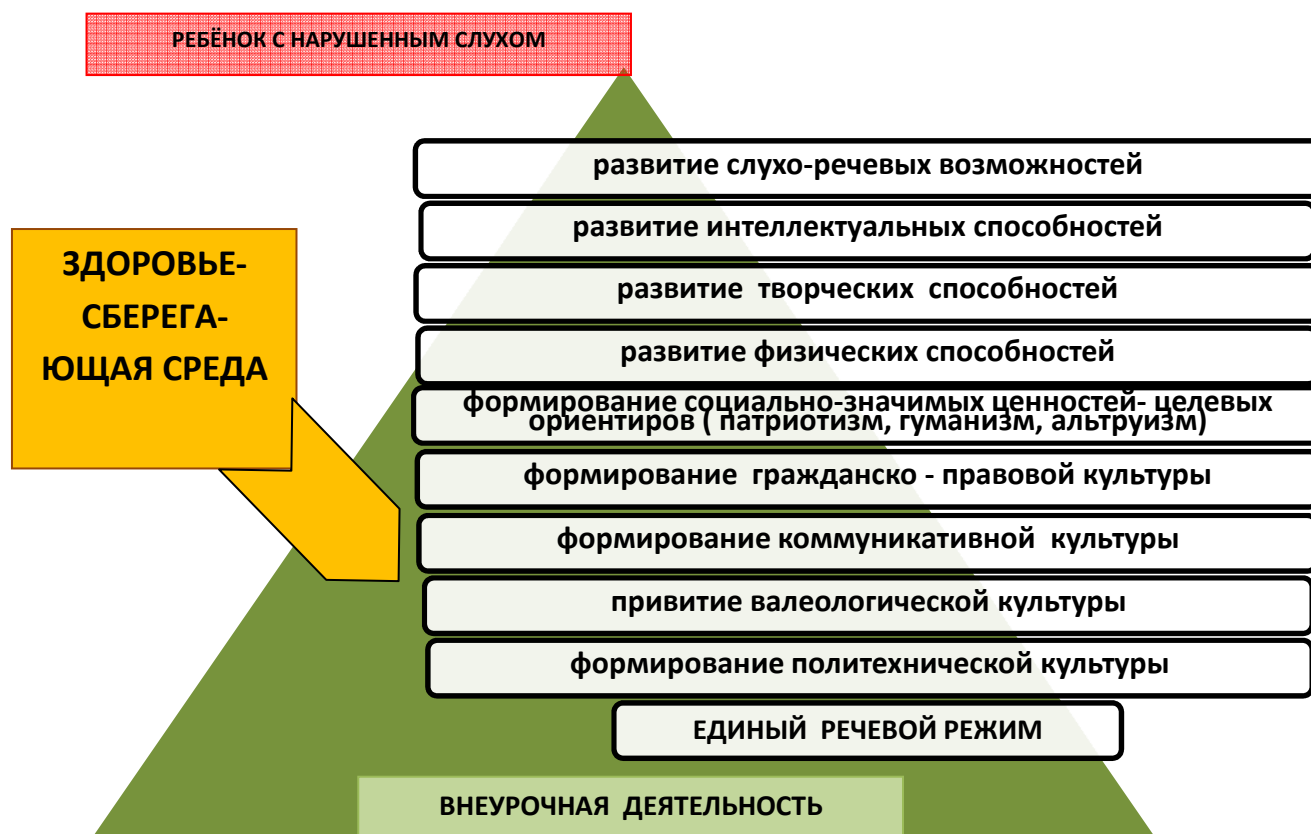 РЕБЁНОК С НАРУШЕННЫМ СЛУХОМ
развитие слухо-речевых возможностей
развитие интеллектуальных способностей
развитие творческих способностей
развитие физических способностей
формирование социально-значимых ценностей- целевых
ориентиров ( патриотизм, гуманизм, альтруизм)
формирование гражданско - правовой культуры
формирование коммуникативной культуры
привитие валеологической культуры
формирование политехнической культуры
ЕДИНЫЙ РЕЧЕВОЙ РЕЖИМ
ВНЕУРОЧНАЯ ДЕЯТЕЛЬНОСТЬ
ЗДОРОВЬЕ-
СБЕРЕГА-
ЮЩАЯ СРЕДА